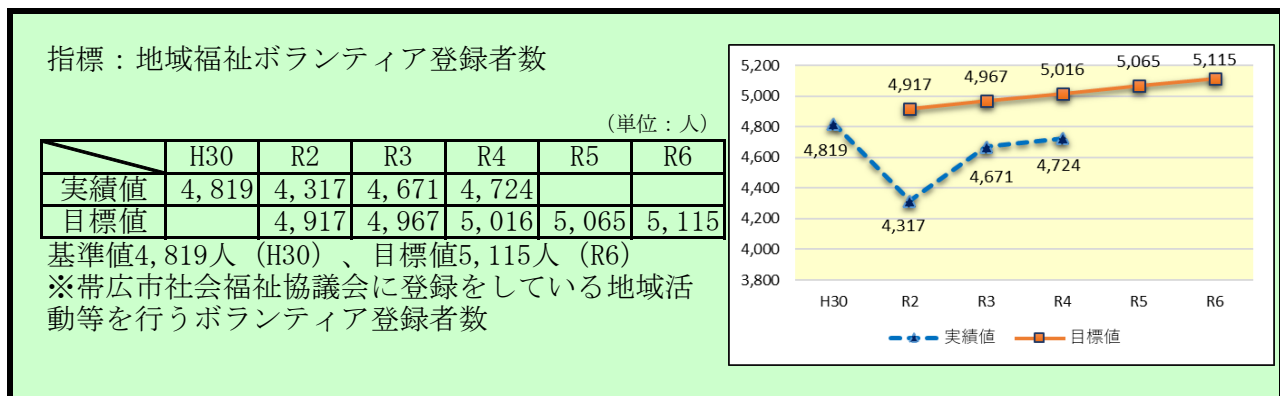 指標：地域福祉ボランティア登録者数
（単位：人）
H30 R2 R3 R4 R5 R6
実績値 4,819 4,317 4,671 4,724
目標値 4,917 4,967 5,016 5,065 5,115
基準値4,819人（H30）、目標値5,115人（R6）
※帯広市社会福祉協議会に登録をしている地域活
動等を行うボランティア登録者数
5,200
5,000
4,800
4,600
4,400
4,200
4,000
3,800
4,917 4,967 5,016 5,065 5,115
4,819 4,317 4,671 4,724
H30 R2 R3 R4 R5 R6
実績値 目標値